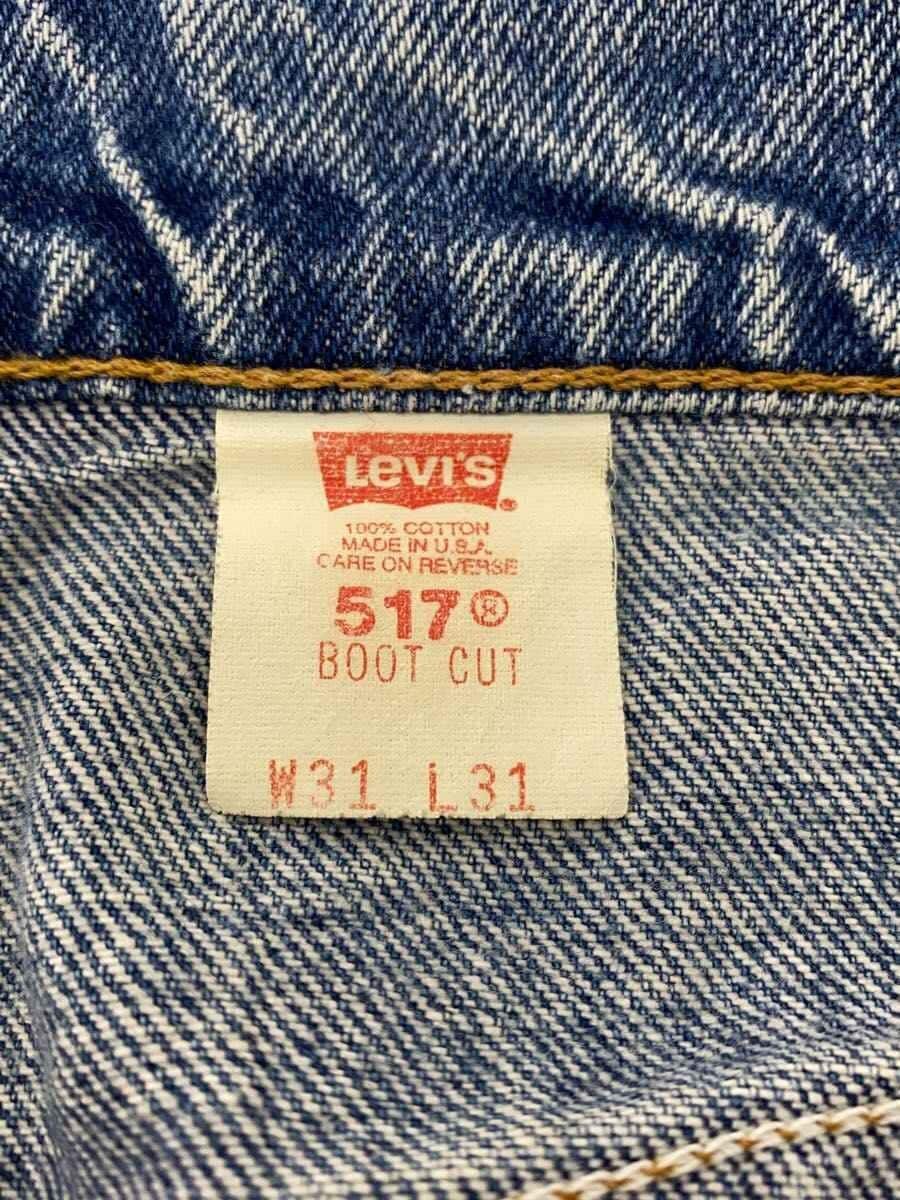 Levi's
100% COTTON
MADE IN U.S.A.
CARE ON REVERSE
517®
BOOT CUT
W31 L31